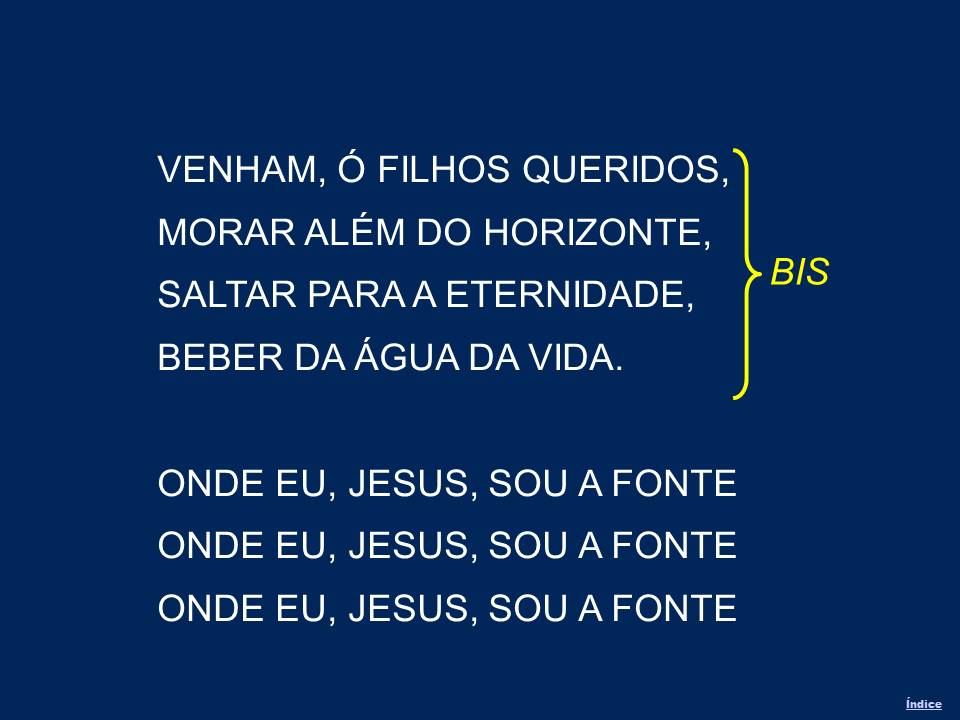 VENHAM, Ó FILHOS QUERIDOS,
MORAR ALÉM DO HORIZONTE,
SALTAR PARA A ETERNIDADE,
BEBER DA ÁGUA DA VIDA.
BIS
ONDE EU, JESUS, SOU A FONTE
ONDE EU, JESUS, SOU A FONTE
ONDE EU, JESUS, SOU A FONTE
Índice